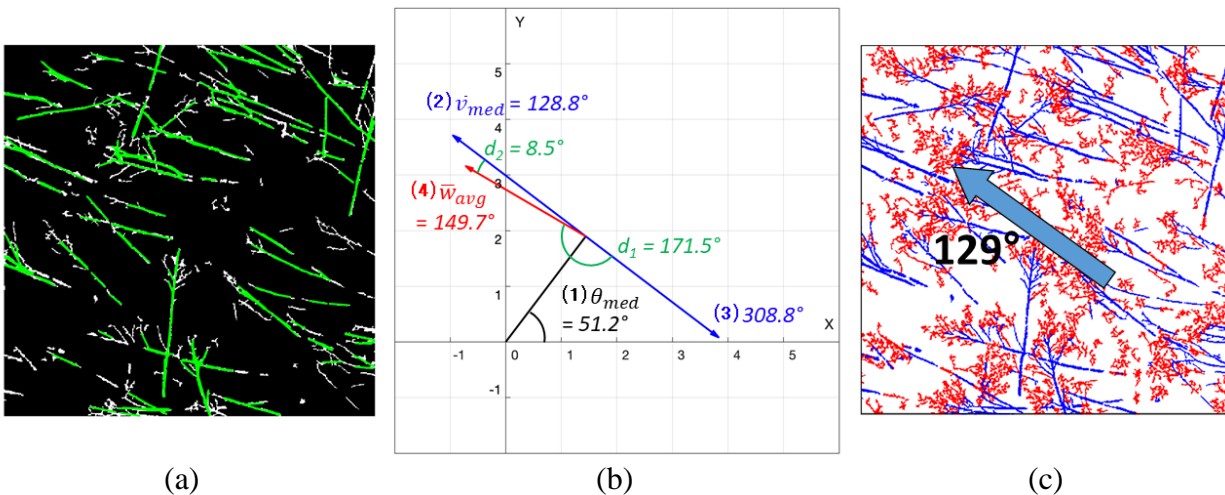 Y
X
5
4
3
2
1
-1
-1
0
1
2
3
4
5
(2) v̄med = 128.8°
d2 = 8.5°
(4) w̄avg
= 149.7°
d1 = 171.5°
(1) θmed
= 51.2°
(3) 308.8°
129°
(a)
(b)
(c)